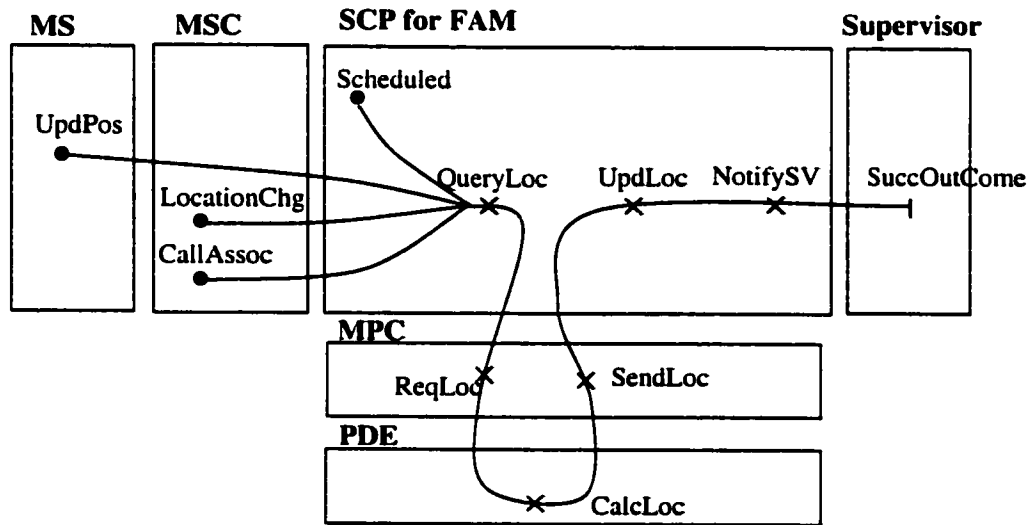 MS
MSC
SCP for FAM
Supervisor
Scheduled
UpdPos
QueryLoc
UpdLoc
NotifySV
SuccOutCome
LocationChg
CallAssoc
MPC
ReqLoc
SendLoc
PDE
CalcLoc